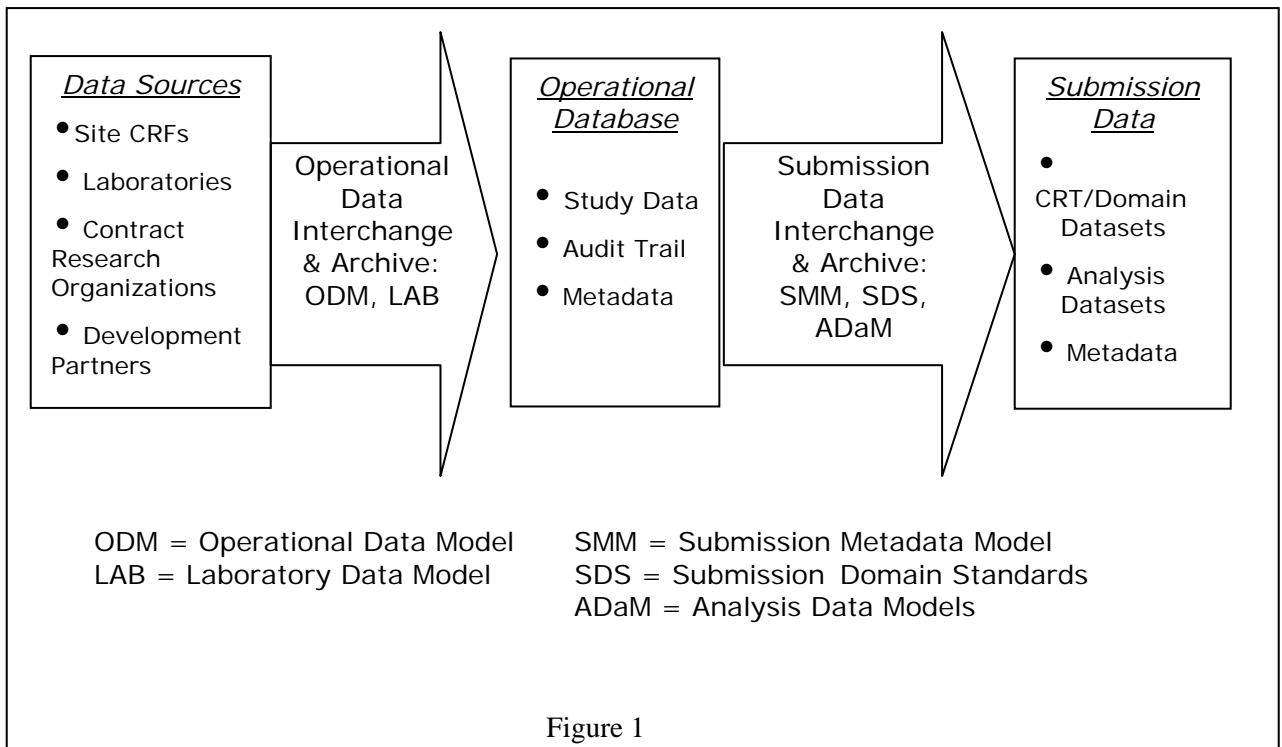 Data Sources
•Site CRFs
• Laboratories
• Contract
Research
Organizations
• Development
Partners
Operational
Data
Interchange
& Archive:
ODM, LAB
Operational
Database
• Study Data
• Audit Trail
• Metadata
Submission
Data
Interchange
& Archive:
SMM, SDS,
ADaM
Submission
Data
•
CRT/Domain
Datasets
• Analysis
Datasets
• Metadata
ODM = Operational Data Model
LAB = Laboratory Data Model
SMM = Submission Metadata Model
SDS = Submission Domain Standards
ADaM = Analysis Data Models
Figure 1